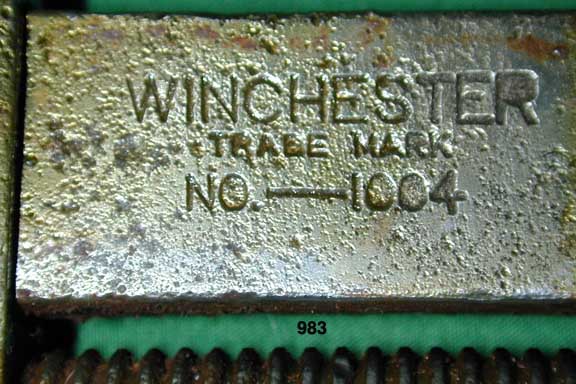 WINCHESTER
TRADE MARK
NO.—1004
983